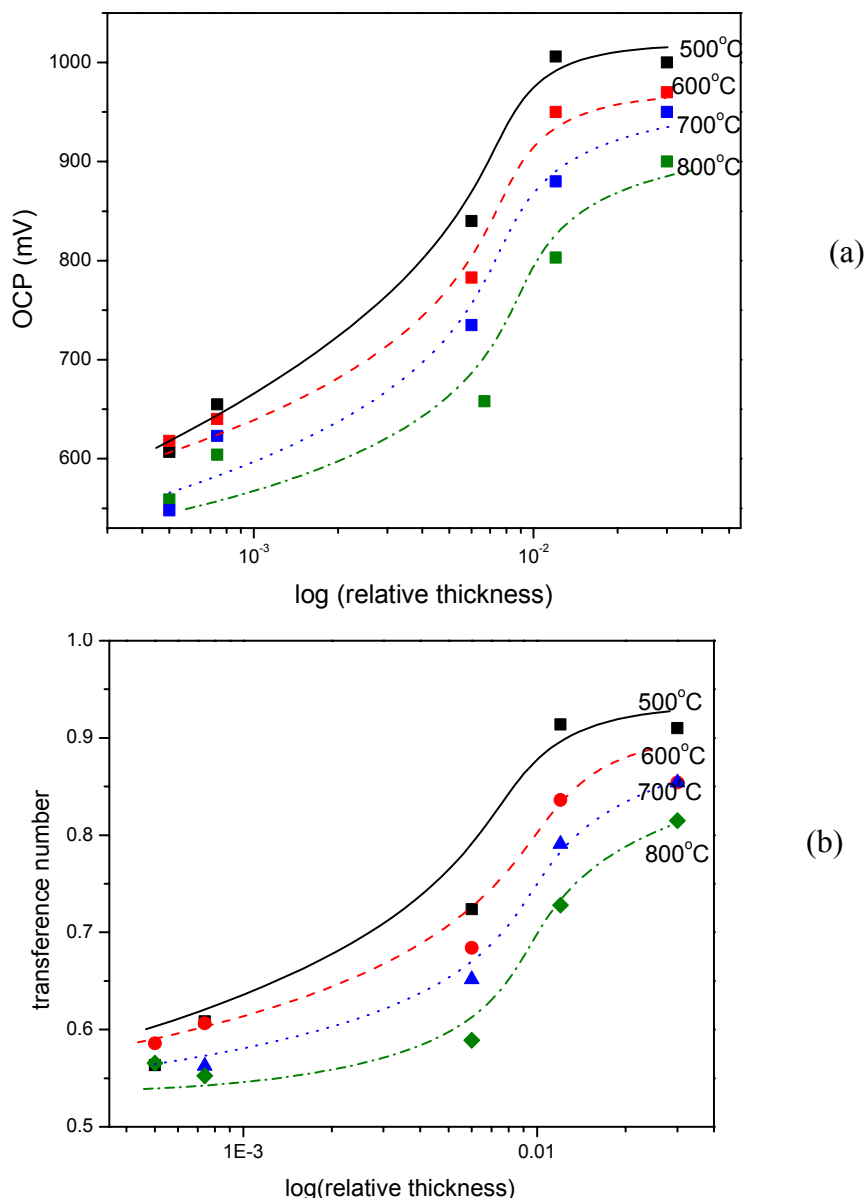 1000
900
800
700
600
OCP (mV)
500°C
600°C
700°C
800°C
10⁻³
10⁻²
log (relative thickness)
(a)
1.0
0.9
0.8
0.7
0.6
0.5
transference number
500°C
600°C
700°C
800°C
1E-3
0.01
log(relative thickness)
(b)